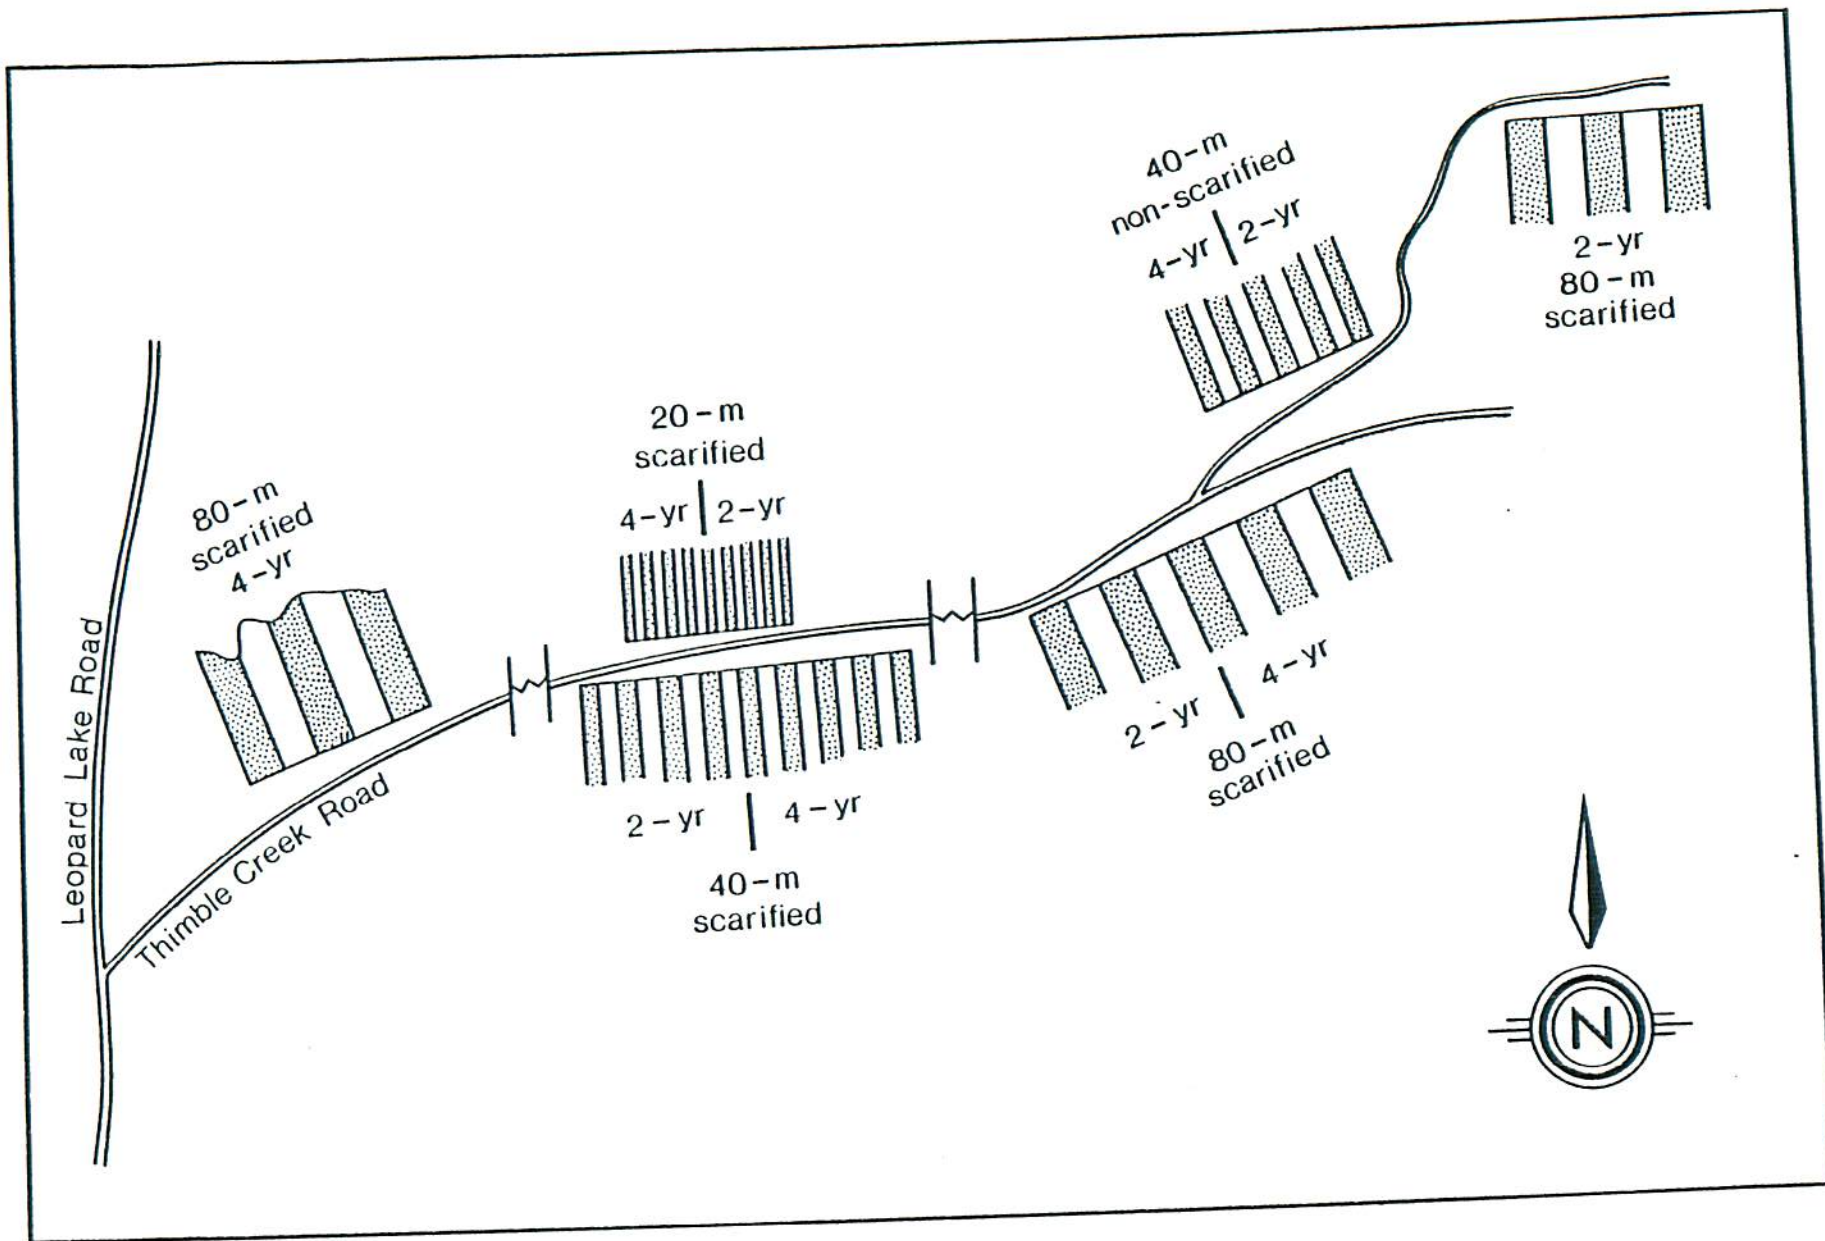 40-m
non-scarified
4-yr 2-yr
2-yr
80-m
scarified
20-m
scarified
4-yr 2-yr
80-m
scarified
4-yr
Leopard Lake Road
Thimble Creek Road
2-yr 4-yr
40-m
scarified
2-yr 4-yr
80-m
scarified
N